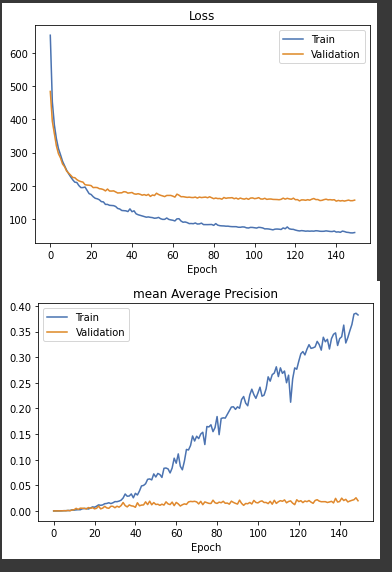 Loss
Train
Validation
600
500
400
300
200
100
0 20 40 60 80 100 120 140
Epoch
mean Average Precision
Train
Validation
0.40
0.35
0.30
0.25
0.20
0.15
0.10
0.05
0.00
0 20 40 60 80 100 120 140
Epoch